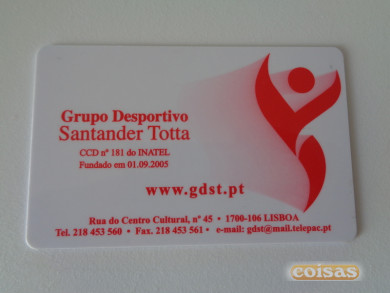 Grupo Desportivo
Santander Totta
CCD nº 181 do INATEL
Fundado em 01.09.2005
www.gdst.pt
Rua do Centro Cultural, nº 45 • 1700-106 LISBOA
Tel. 218 453 560 • Fax. 218 453 561 • e-mail: gdst@mail.telepac.pt
coisas